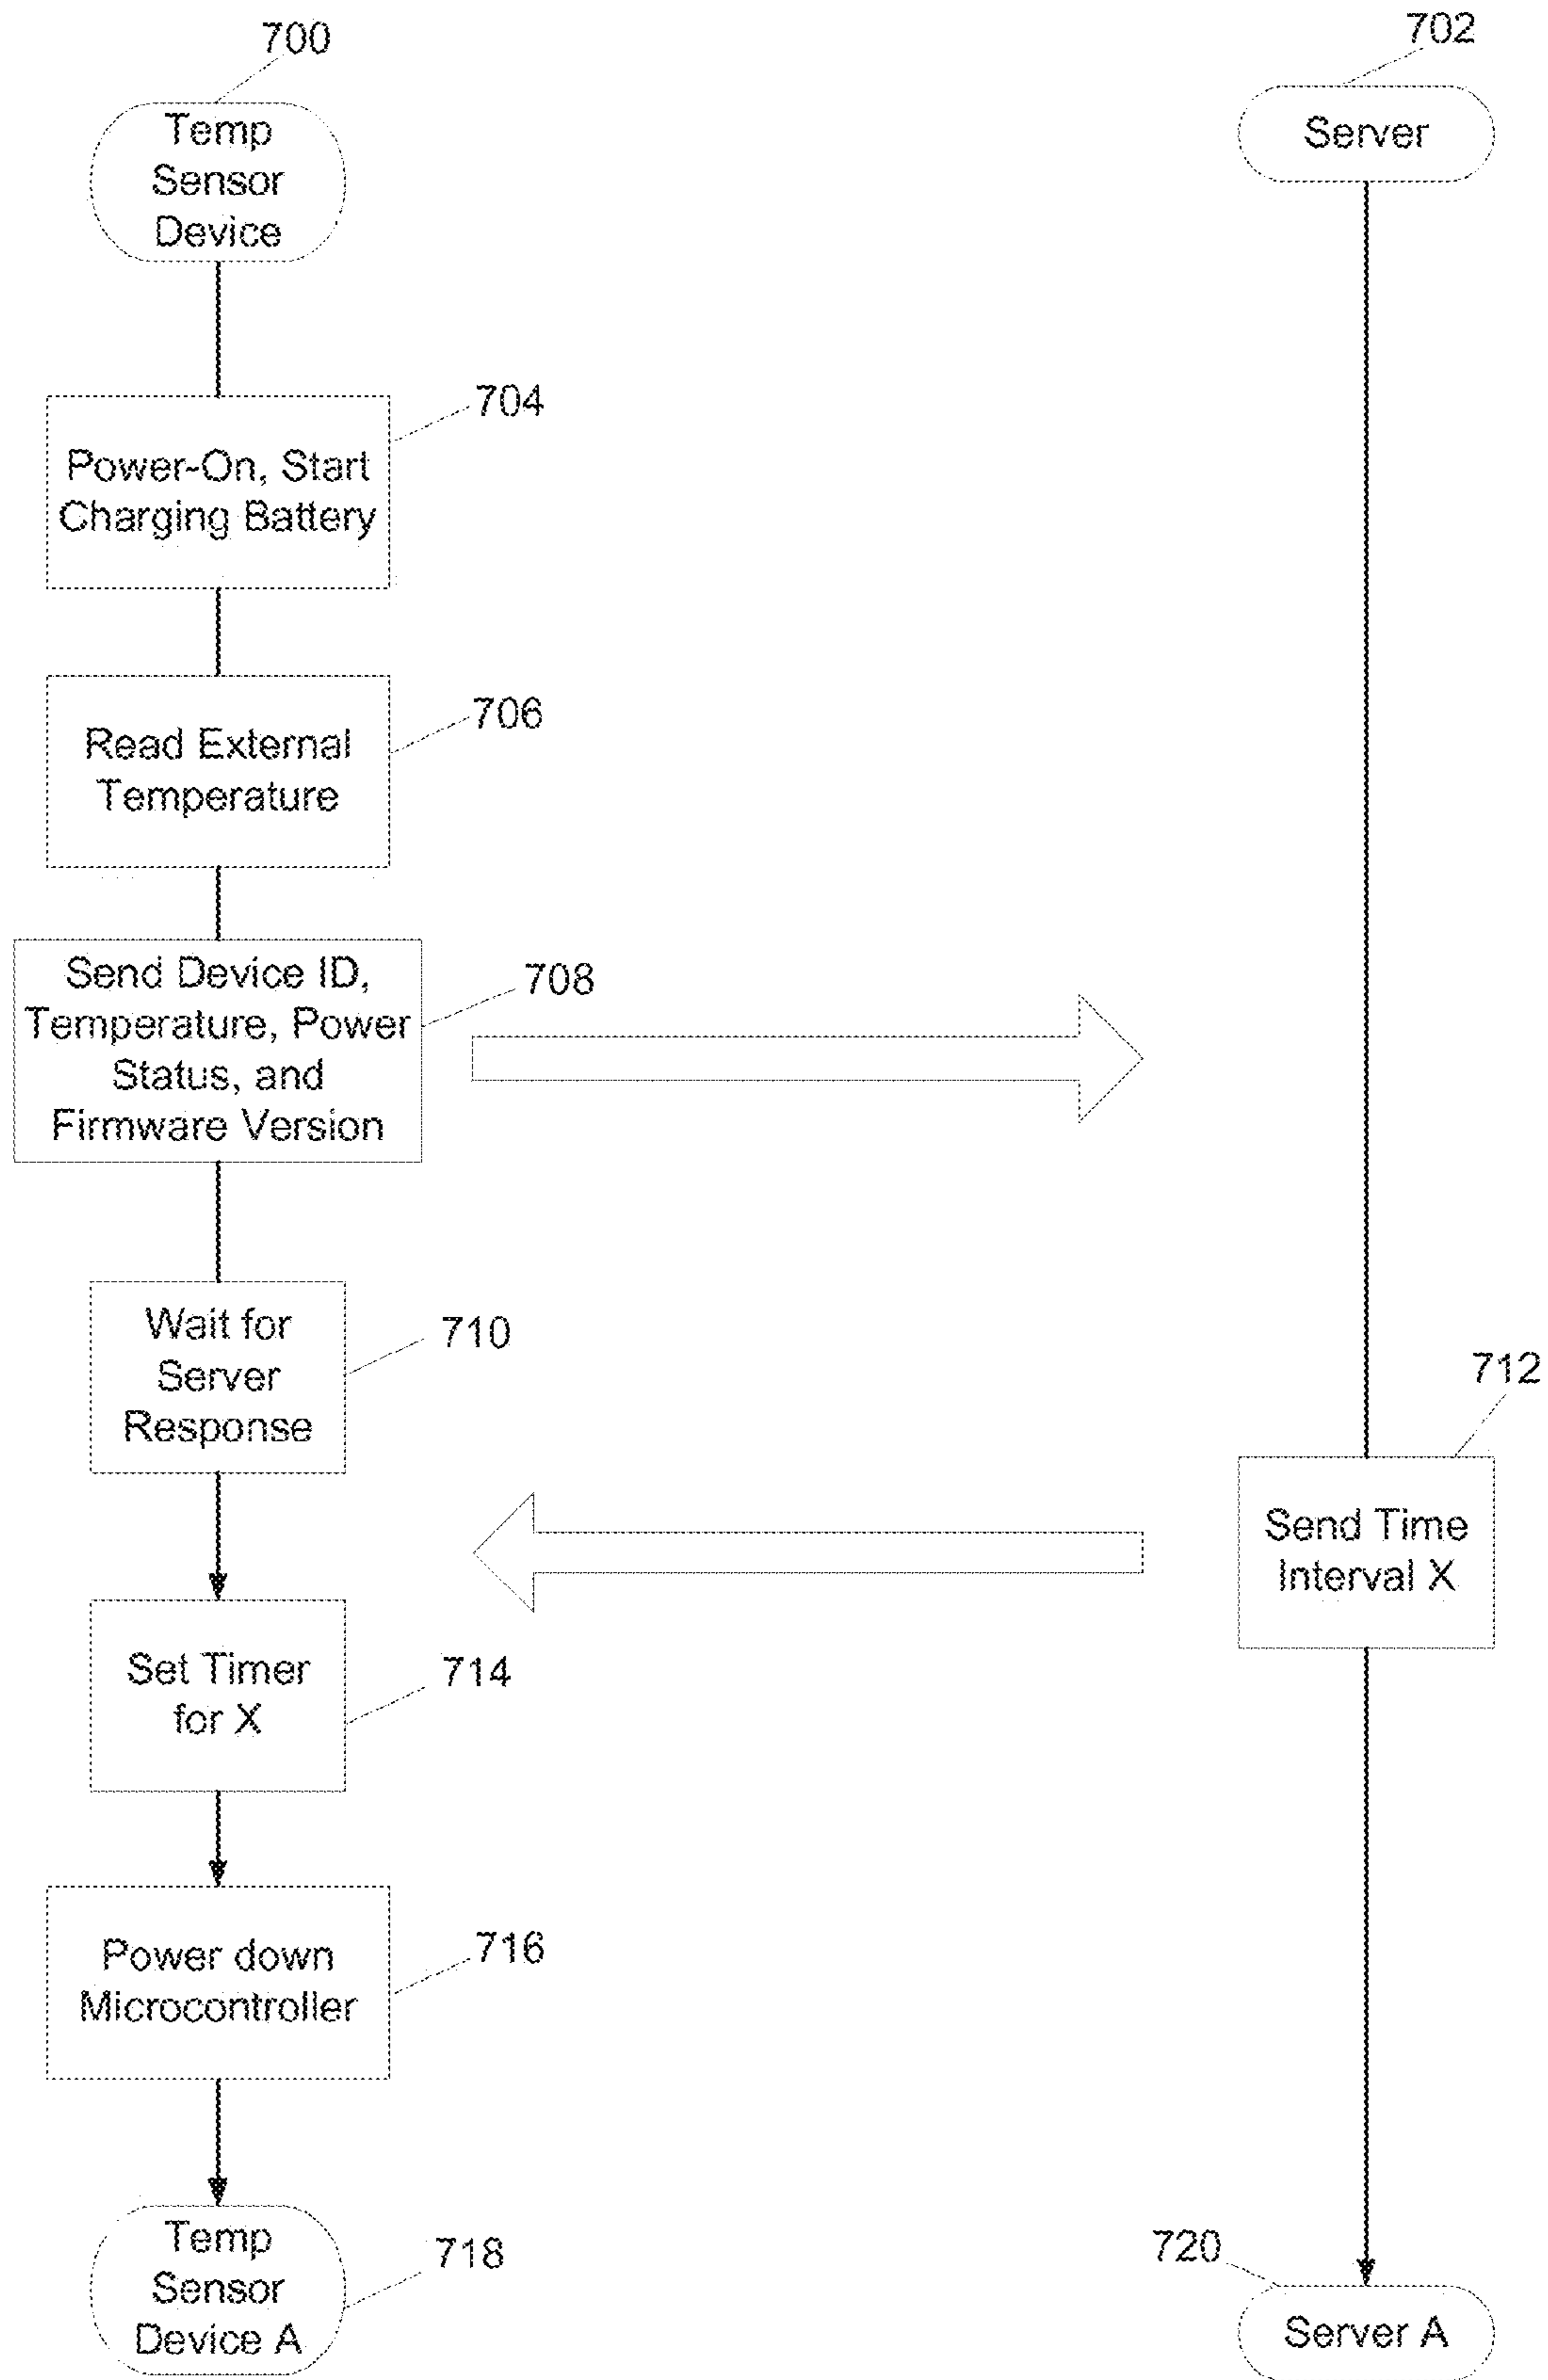 700
Temp
Sensor
Device
702
Server
704
Power-On, Start
Charging Battery
706
Read External
Temperature
708
Send Device ID,
Temperature, Power
Status, and
Firmware Version
710
Wait for
Server
Response
712
Send Time
Interval X
714
Set Timer
for X
716
Power down
Microcontroller
718
Temp
Sensor
Device A
720
Server A